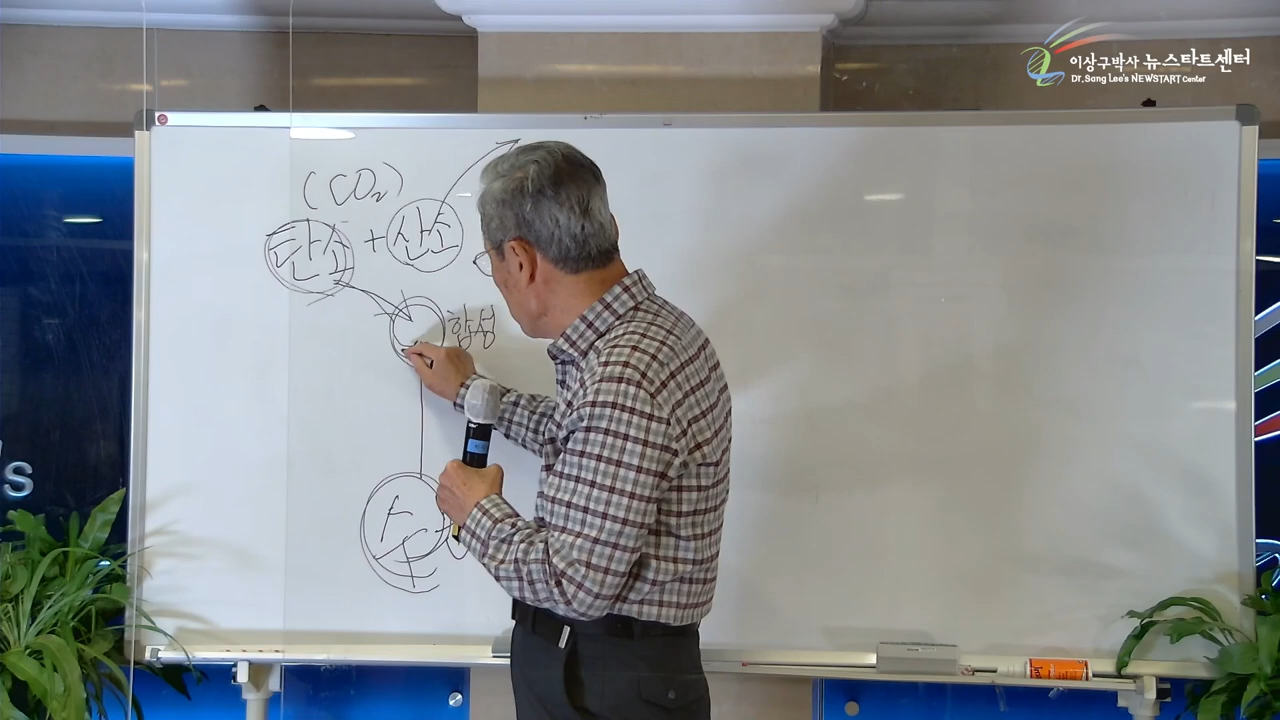 이상구박사 뉴스타트센터
Dr. Sang Lee's NEWSTART Center
(CO₂)
탄소 + 산소
합성
수
's